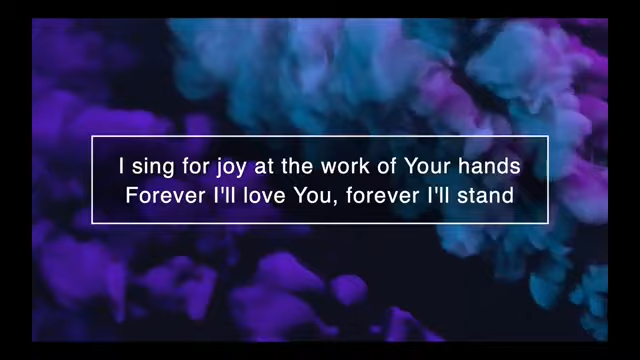 I sing for joy at the work of Your hands
Forever I'll love You, forever I'll stand